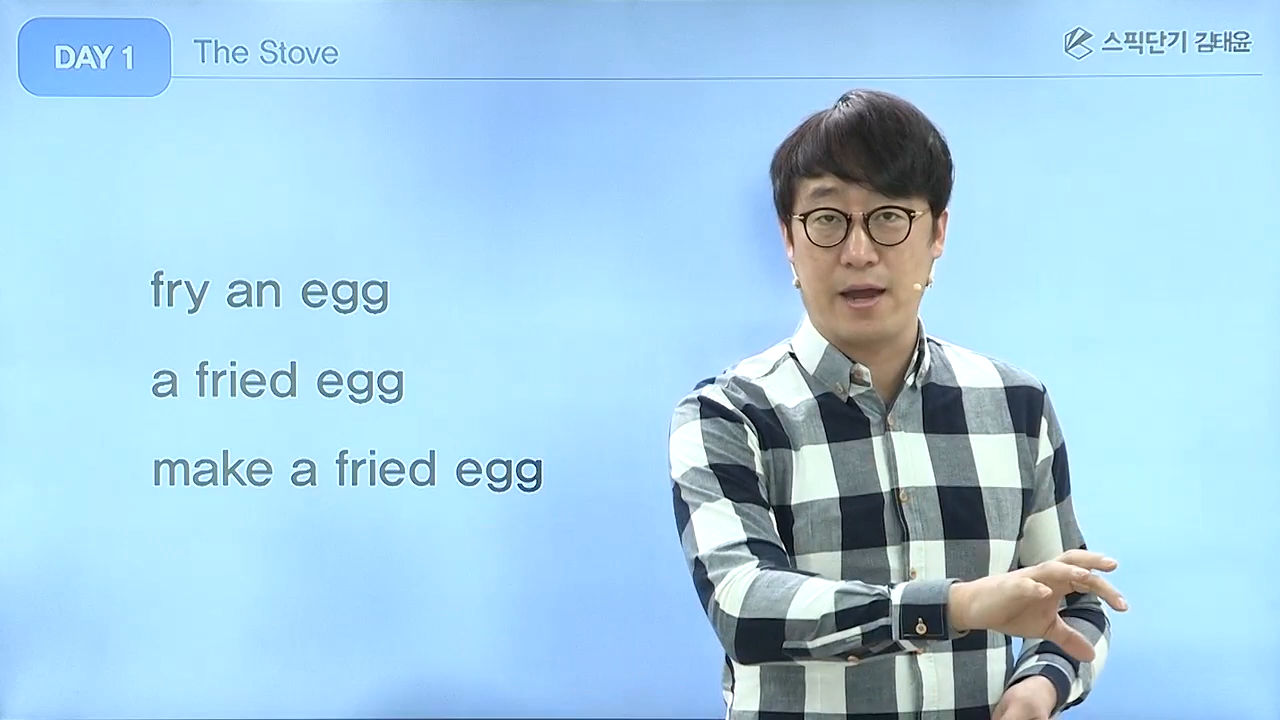 DAY 1
The Stove
스픽단기 김태윤
fry an egg
a fried egg
make a fried egg